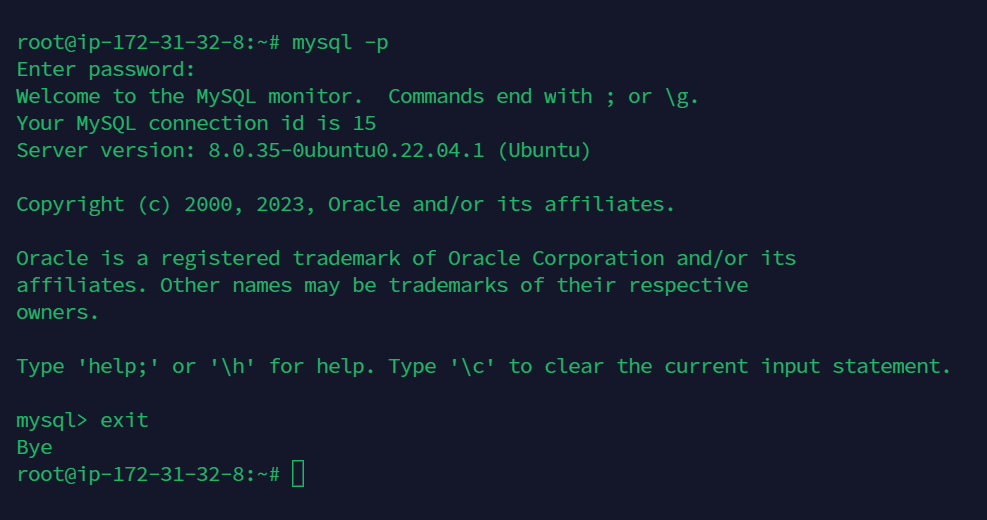 root@ip-172-31-32-8:~# mysql -p
Enter password:
Welcome to the MySQL monitor.  Commands end with ; or \g.
Your MySQL connection id is 15
Server version: 8.0.35-0ubuntu0.22.04.1 (Ubuntu)
Copyright (c) 2000, 2023, Oracle and/or its affiliates.
Oracle is a registered trademark of Oracle Corporation and/or its
affiliates. Other names may be trademarks of their respective
owners.
Type 'help;' or '\h' for help. Type '\c' to clear the current input statement.
mysql> exit
Bye
root@ip-172-31-32-8:~#